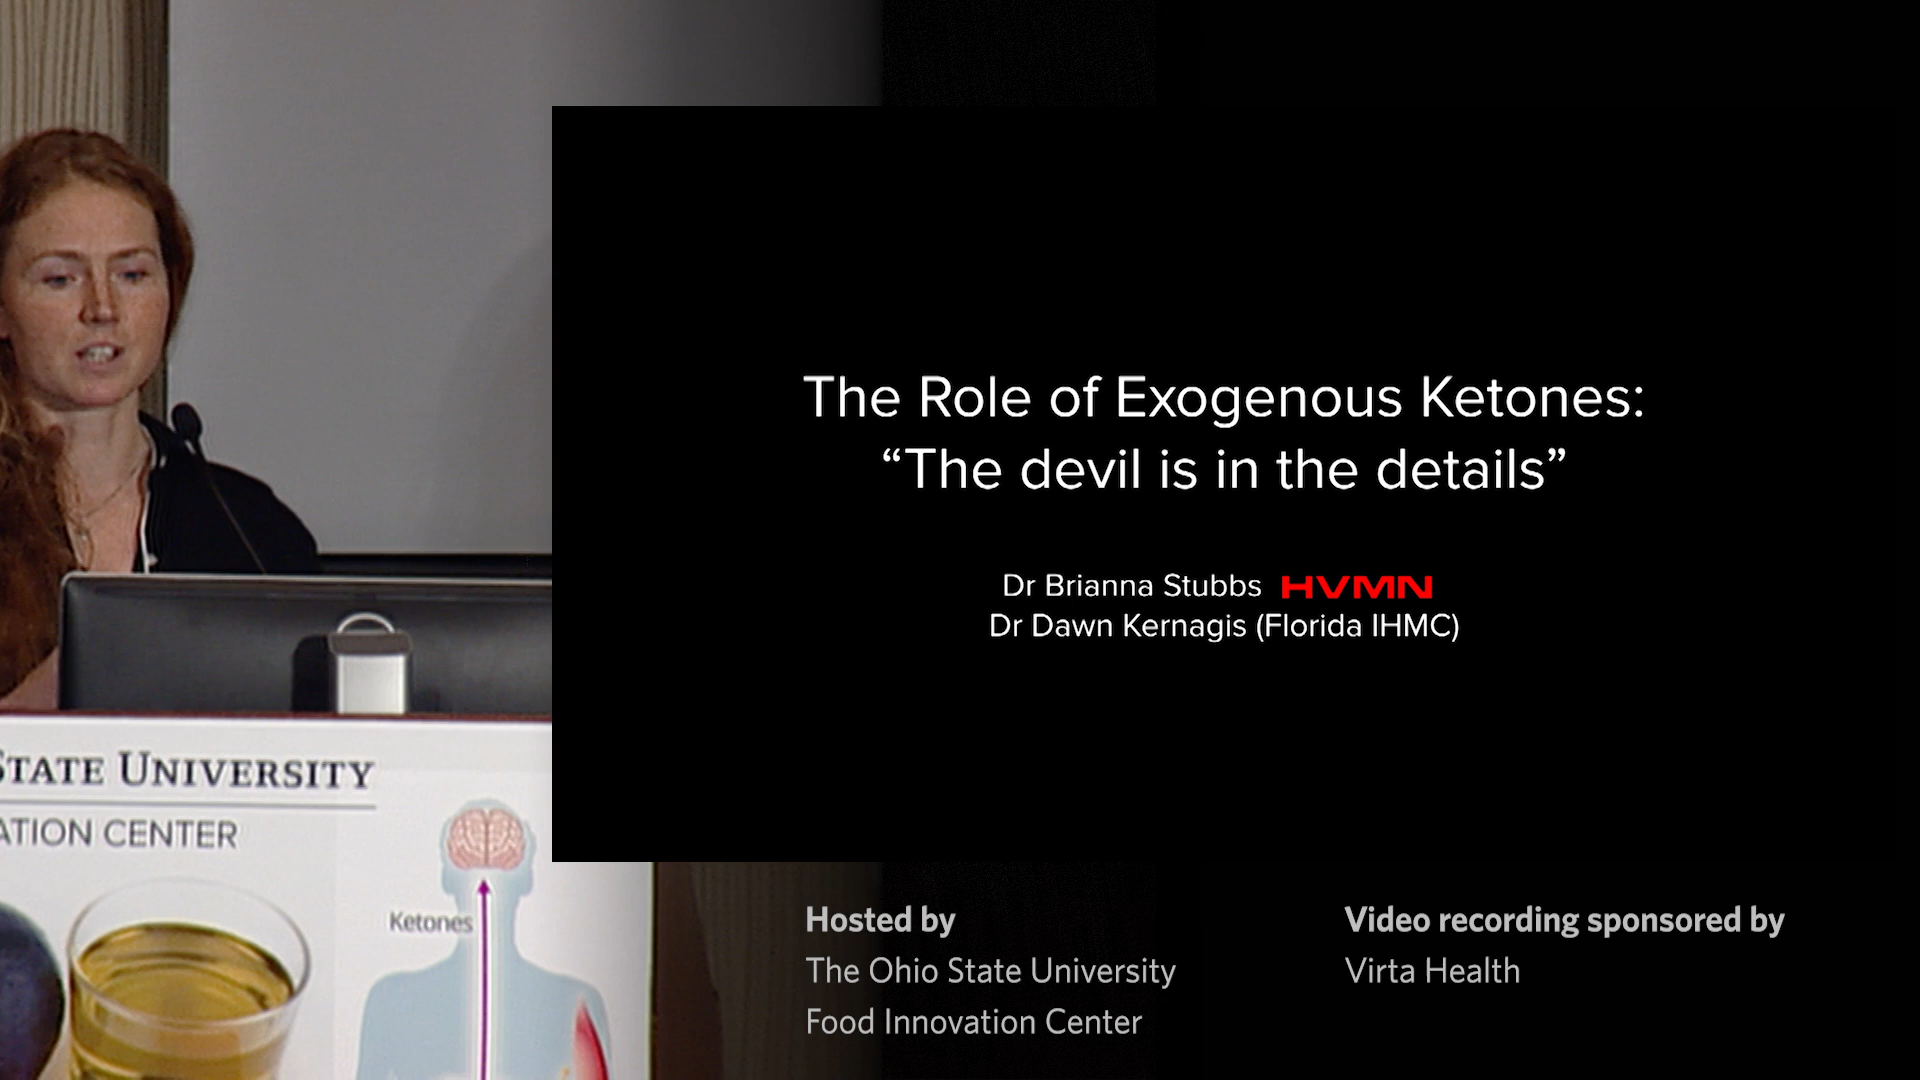 The Role of Exogenous Ketones:
“The devil is in the details”
Dr Brianna Stubbs HVMN
Dr Dawn Kernagis (Florida IHMC)
STATE UNIVERSITY
ATION CENTER
Ketones
Hosted by
The Ohio State University
Food Innovation Center
Video recording sponsored by
Virta Health